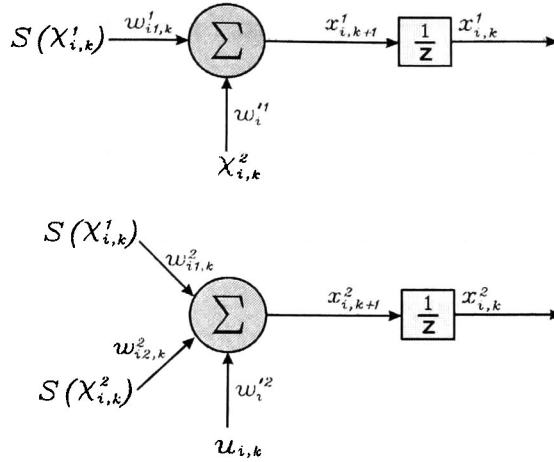 S(χ¹ᵢ,ₖ) w¹ᵢ₁,ₖ Σ x¹ᵢ,ₖ₊₁ 1/z x¹ᵢ,ₖ
w'¹ᵢ
χ²ᵢ,ₖ
S(χ¹ᵢ,ₖ)
w²ᵢ₁,ₖ
Σ x²ᵢ,ₖ₊₁ 1/z x²ᵢ,ₖ
w²ᵢ₂,ₖ
S(χ²ᵢ,ₖ) w'²ᵢ
uᵢ,ₖ